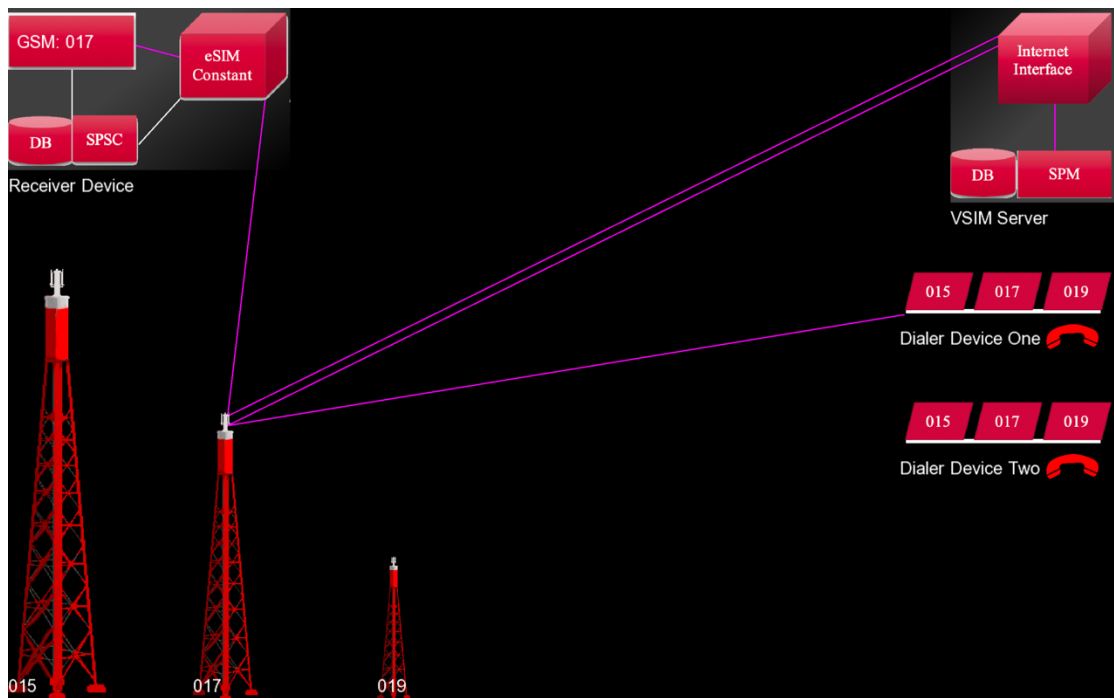 GSM: 017
eSIM
Constant
DB
SPSC
Receiver Device
Internet
Interface
DB
SPM
VSIM Server
015
017
019
Dialer Device One
015
017
019
Dialer Device Two
015
017
019